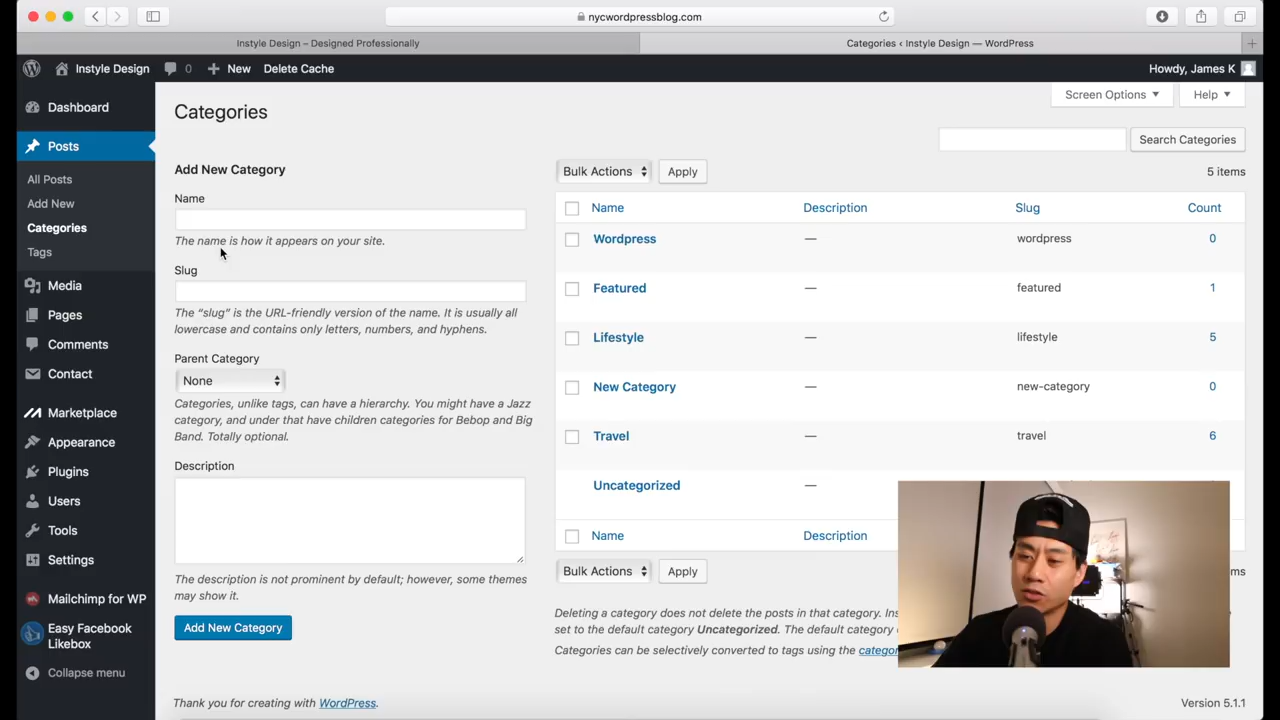 nycwordpressblog.com
Instyle Design – Designed Professionally
Categories ‹ Instyle Design — WordPress
Instyle Design 0 New Delete Cache Howdy, James K
Dashboard
Posts
All Posts
Add New
Categories
Tags
Media
Pages
Comments
Contact
Marketplace
Appearance
Plugins
Users
Tools
Settings
Mailchimp for WP
Easy Facebook
Likebox
Collapse menu
Screen Options Help
Categories
Search Categories
Add New Category
Name
The name is how it appears on your site.
Slug
The “slug” is the URL-friendly version of the name. It is usually all
lowercase and contains only letters, numbers, and hyphens.
Parent Category
None
Categories, unlike tags, can have a hierarchy. You might have a Jazz
category, and under that have children categories for Bebop and Big
Band. Totally optional.
Description
The description is not prominent by default; however, some themes
may show it.
Add New Category
Bulk Actions Apply 5 items
Name Description Slug Count
Wordpress — wordpress 0
Featured — featured 1
Lifestyle — lifestyle 5
New Category — new-category 0
Travel — travel 6
Uncategorized —
Name Description
Bulk Actions Apply
Deleting a category does not delete the posts in that category.
set to the default category Uncategorized. The default category
Categories can be selectively converted to tags using the
Thank you for creating with WordPress.
Version 5.1.1